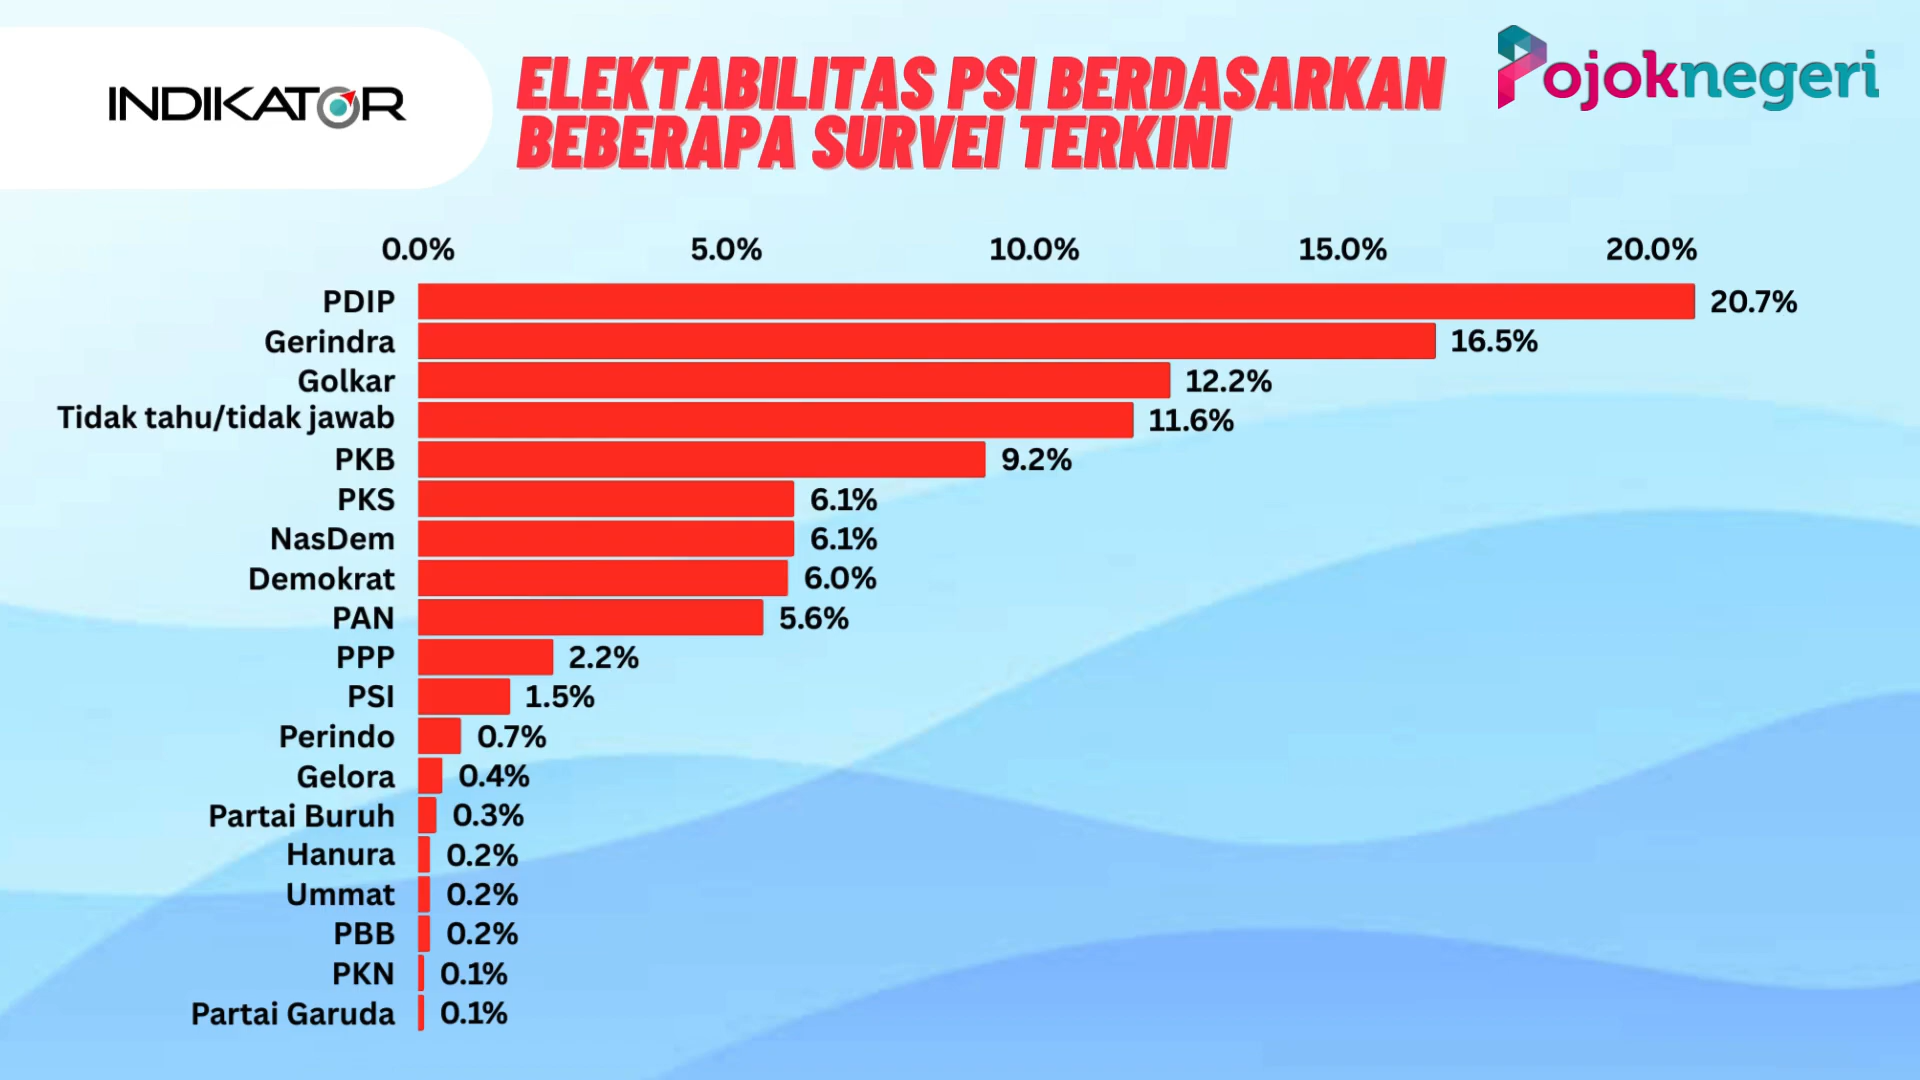 INDIKATOR
ELEKTABILITAS PSI BERDASARKAN
BEBERAPA SURVEI TERKINI
Pojoknegeri
0.0% 5.0% 10.0% 15.0% 20.0%
PDIP 20.7%
Gerindra 16.5%
Golkar 12.2%
Tidak tahu/tidak jawab 11.6%
PKB 9.2%
PKS 6.1%
NasDem 6.1%
Demokrat 6.0%
PAN 5.6%
PPP 2.2%
PSI 1.5%
Perindo 0.7%
Gelora 0.4%
Partai Buruh 0.3%
Hanura 0.2%
Ummat 0.2%
PBB 0.2%
PKN 0.1%
Partai Garuda 0.1%